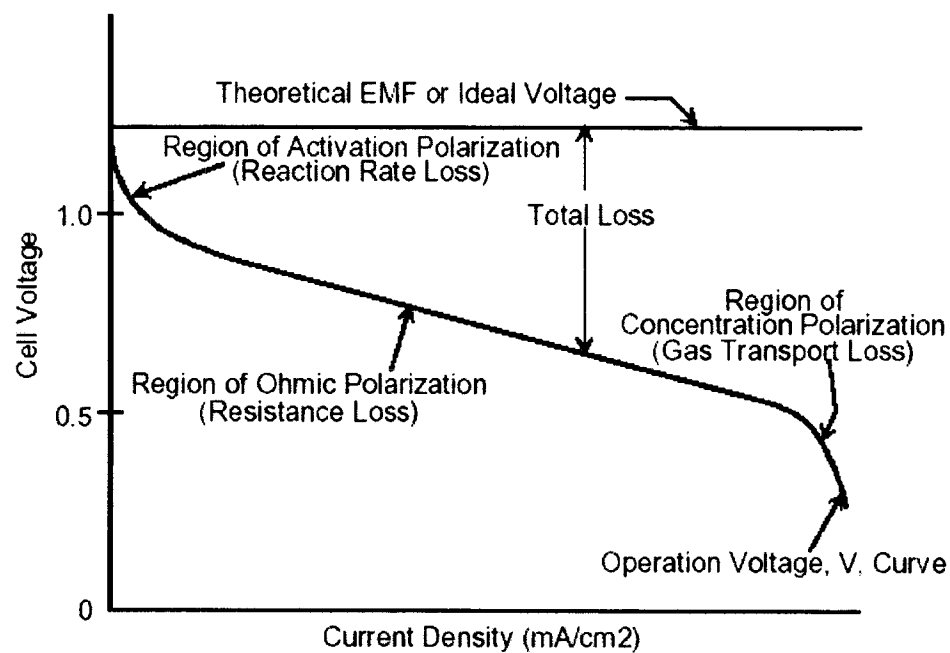 Theoretical EMF or Ideal Voltage
Region of Activation Polarization
(Reaction Rate Loss)
1.0
Total Loss
Cell Voltage
Region of
Concentration Polarization
(Gas Transport Loss)
Region of Ohmic Polarization
(Resistance Loss)
0.5
Operation Voltage, V, Curve
0
Current Density (mA/cm2)